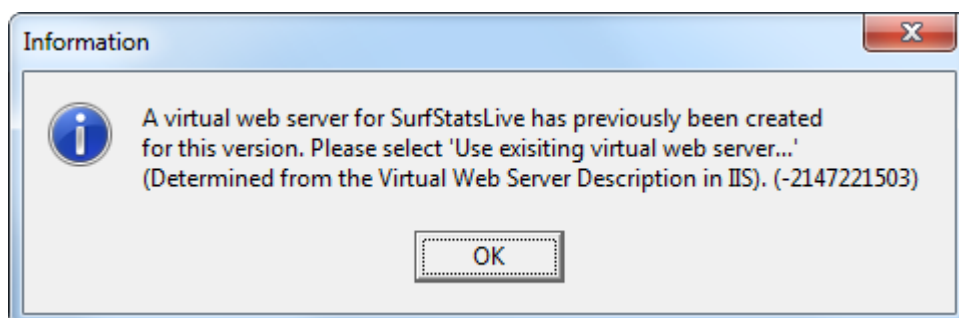 Information
A virtual web server for SurfStatsLive has previously been created
for this version. Please select 'Use exisiting virtual web server...'
(Determined from the Virtual Web Server Description in IIS). (-2147221503)
OK